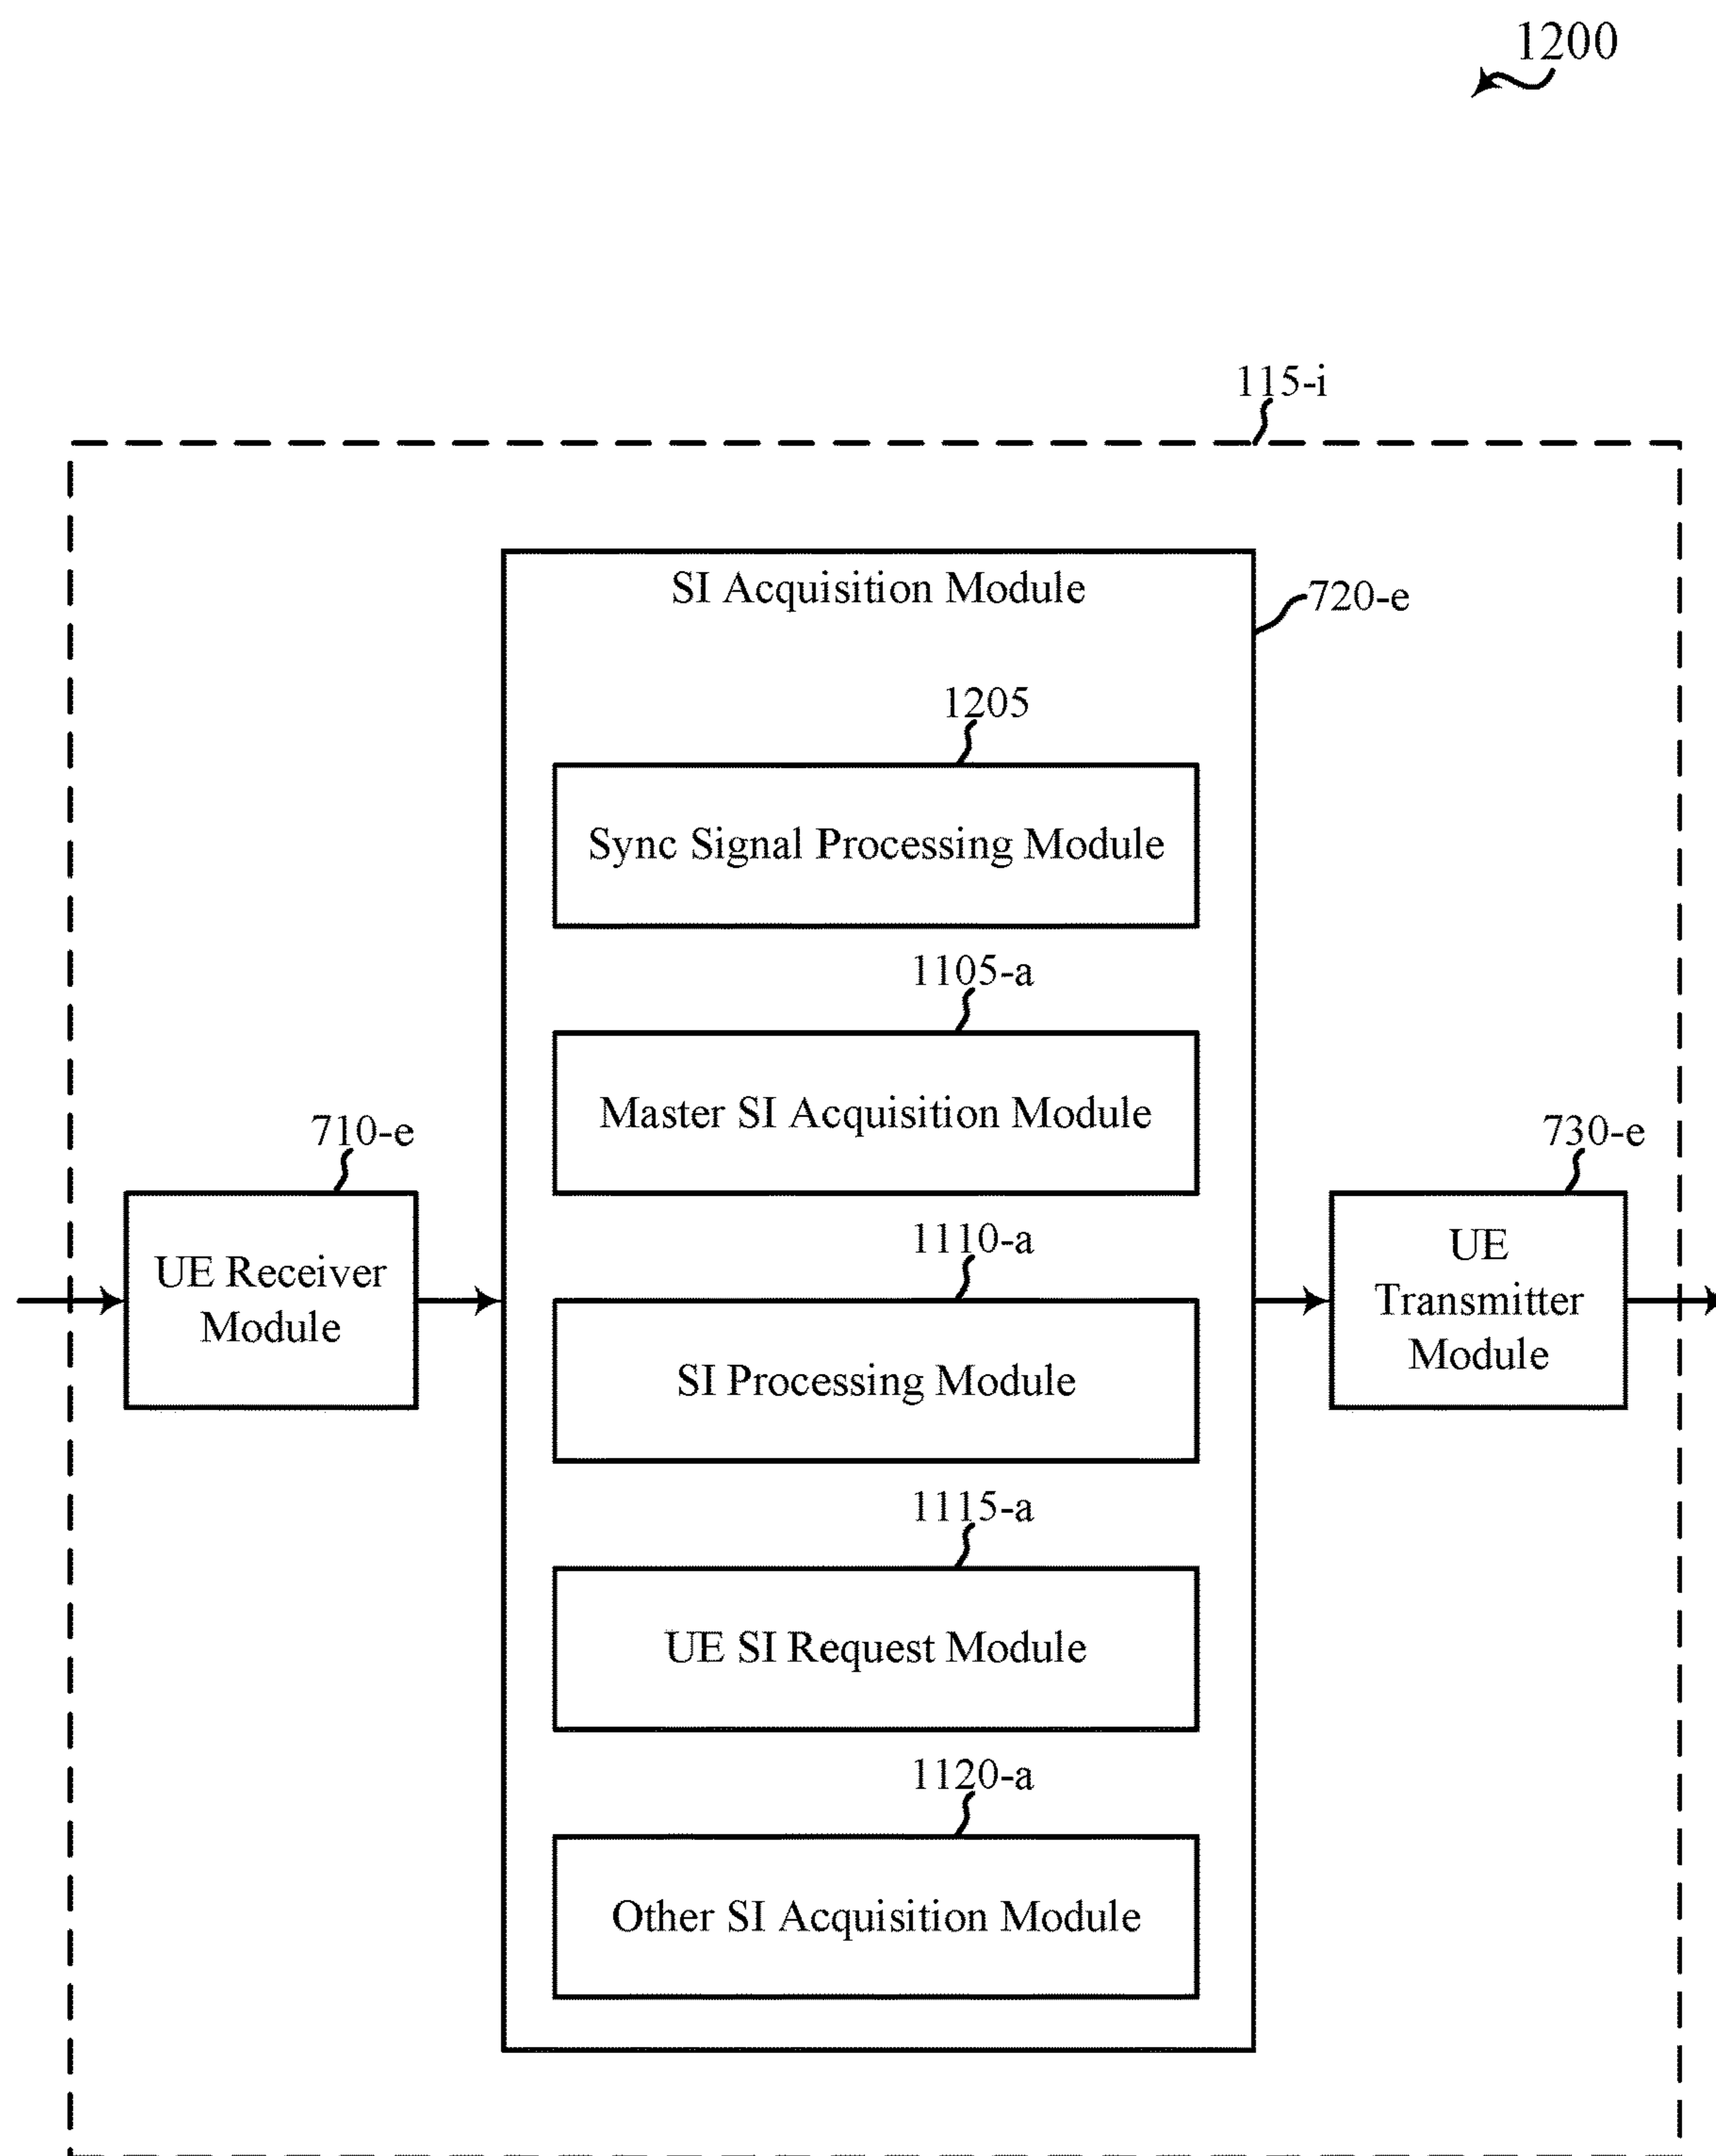 1200
115-i
SI Acquisition Module
720-e
1205
Sync Signal Processing Module
1105-a
Master SI Acquisition Module
710-e
UE Receiver
Module
1110-a
SI Processing Module
730-e
UE
Transmitter
Module
1115-a
UE SI Request Module
1120-a
Other SI Acquisition Module